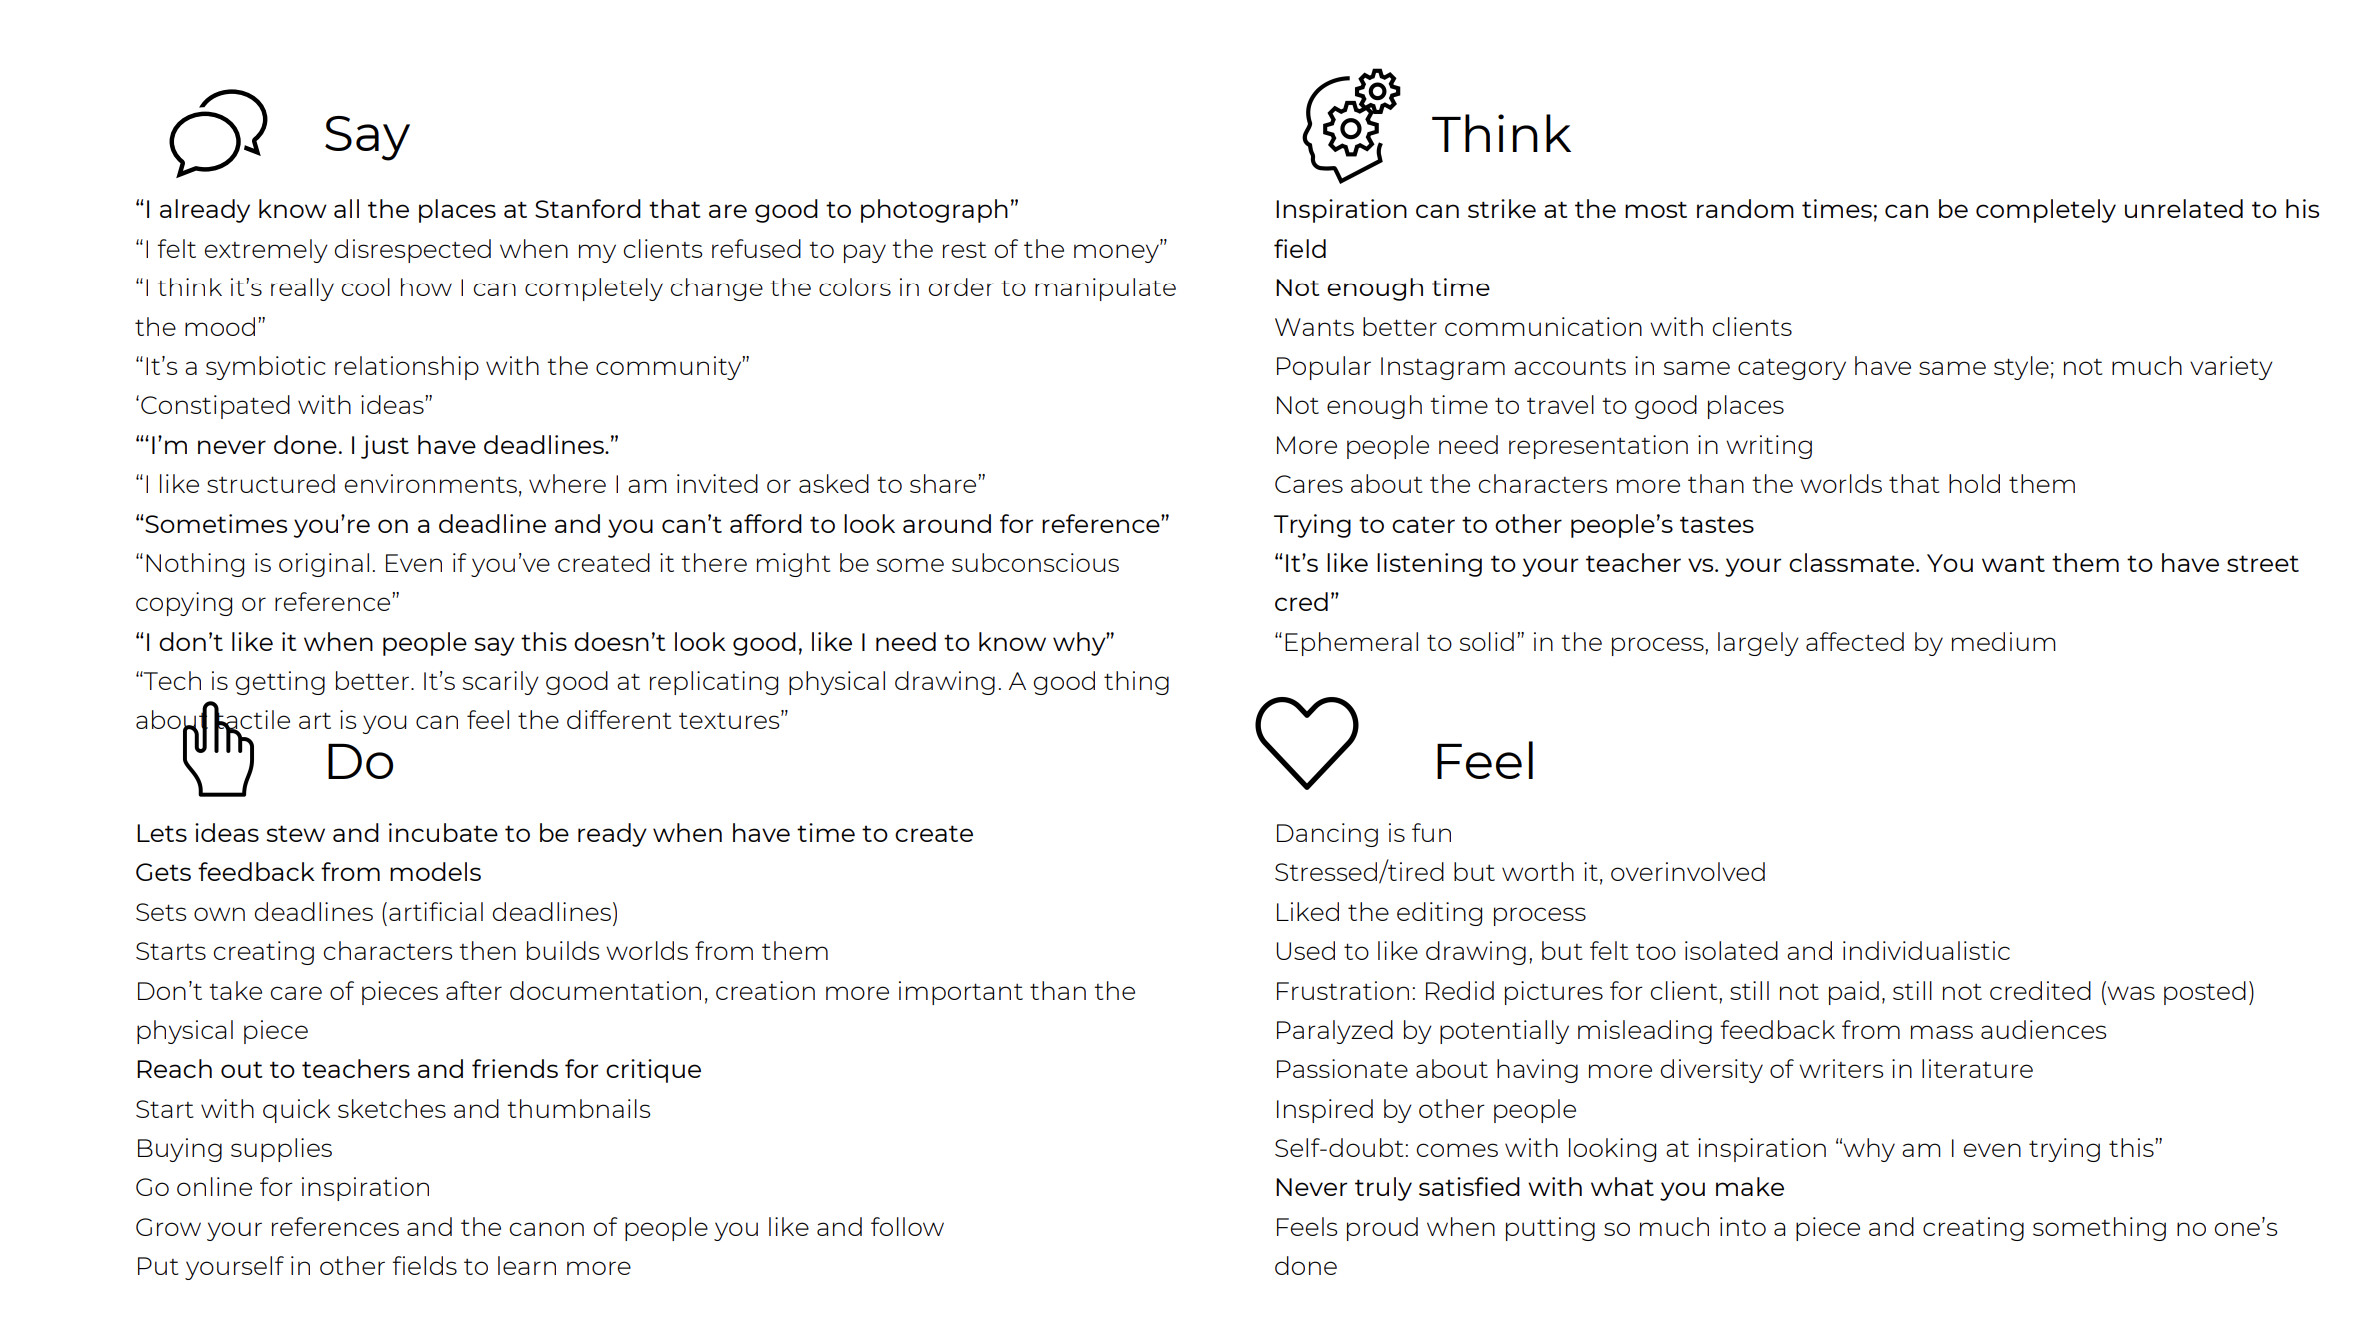 Say
“I already know all the places at Stanford that are good to photograph”
“I felt extremely disrespected when my clients refused to pay the rest of the money”
“I think it’s really cool how I can completely change the colors in order to manipulate
the mood”
“It’s a symbiotic relationship with the community”
‘Constipated with ideas”
“‘I’m never done. I just have deadlines.”
“I like structured environments, where I am invited or asked to share”
“Sometimes you’re on a deadline and you can’t afford to look around for reference”
“Nothing is original. Even if you’ve created it there might be some subconscious
copying or reference”
“I don’t like it when people say this doesn’t look good, like I need to know why”
“Tech is getting better. It’s scarily good at replicating physical drawing. A good thing
about tactile art is you can feel the different textures”
Think
Inspiration can strike at the most random times; can be completely unrelated to his
field
Not enough time
Wants better communication with clients
Popular Instagram accounts in same category have same style; not much variety
Not enough time to travel to good places
More people need representation in writing
Cares about the characters more than the worlds that hold them
Trying to cater to other people’s tastes
“It’s like listening to your teacher vs. your classmate. You want them to have street
cred”
“Ephemeral to solid” in the process, largely affected by medium
Do
Lets ideas stew and incubate to be ready when have time to create
Gets feedback from models
Sets own deadlines (artificial deadlines)
Starts creating characters then builds worlds from them
Don’t take care of pieces after documentation, creation more important than the
physical piece
Reach out to teachers and friends for critique
Start with quick sketches and thumbnails
Buying supplies
Go online for inspiration
Grow your references and the canon of people you like and follow
Put yourself in other fields to learn more
Feel
Dancing is fun
Stressed/tired but worth it, overinvolved
Liked the editing process
Used to like drawing, but felt too isolated and individualistic
Frustration: Redid pictures for client, still not paid, still not credited (was posted)
Paralyzed by potentially misleading feedback from mass audiences
Passionate about having more diversity of writers in literature
Inspired by other people
Self-doubt: comes with looking at inspiration “why am I even trying this”
Never truly satisfied with what you make
Feels proud when putting so much into a piece and creating something no one’s
done